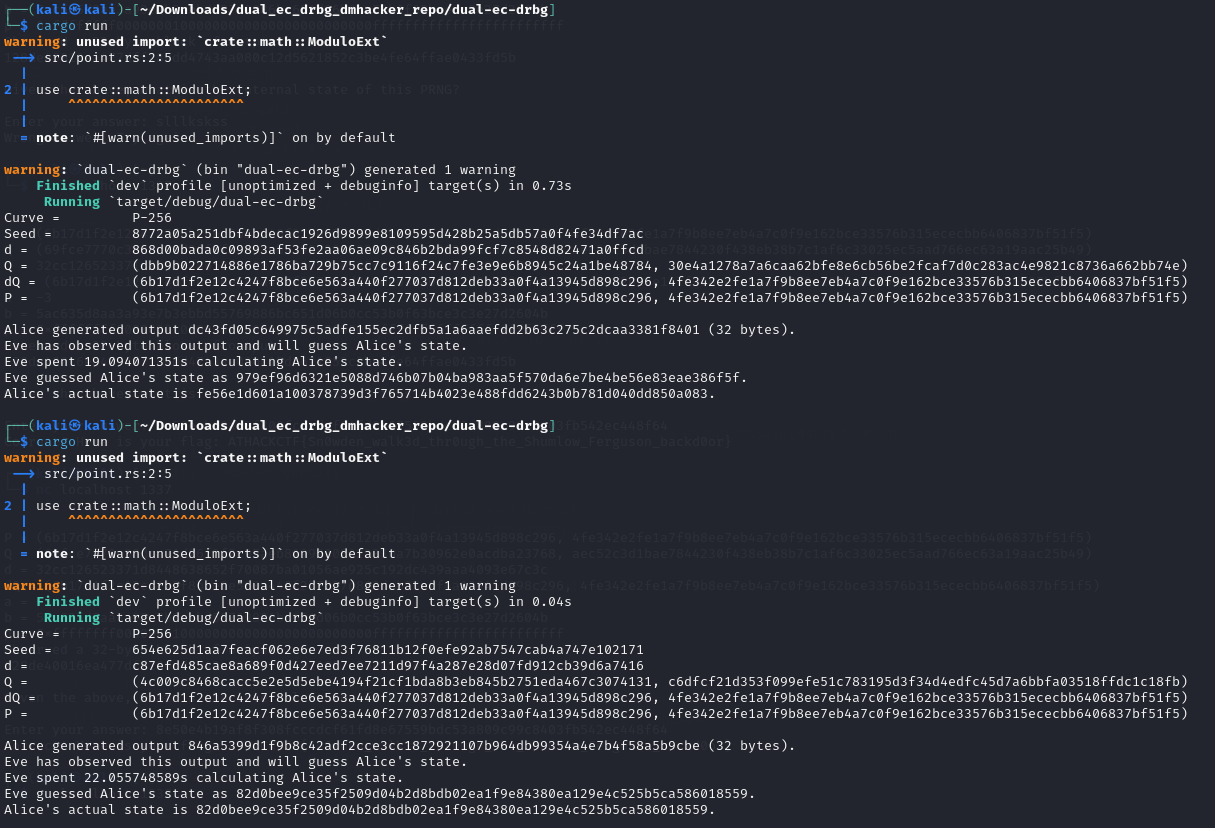 ┌──(kali㉿kali)-[~/Downloads/dual_ec_drbg_dmhacker_repo/dual-ec-drbg]
└─$ cargo run
warning: unused import: `crate::math::ModuloExt`
 --> src/point.rs:2:5
  |
2 | use crate::math::ModuloExt;
  |     ^^^^^^^^^^^^^^^^^^^^^^
  |
  = note: `#[warn(unused_imports)]` on by default

warning: `dual-ec-drbg` (bin "dual-ec-drbg") generated 1 warning
    Finished `dev` profile [unoptimized + debuginfo] target(s) in 0.73s
     Running `target/debug/dual-ec-drbg`
Curve =         P-256
Seed =          8772a05a251dbf4bdecac1926d9899e8109595d428b25a5db57a0f4fe34df7ac
d =             868d00bada0c09893af53fe2aa06ae09c846b2bda99fcf7c8548d82471a0ffcd
Q =             (dbb9b022714886e1786ba729b75cc7c9116f24c7fe3e9e6b8945c24a1be48784, 30e4a1278a7a6caa62bfe8e6cb56be2fcaf7d0c283ac4e9821c8736a662bb74e)
dQ =            (6b17d1f2e12c4247f8bce6e563a440f277037d812deb33a0f4a13945d898c296, 4fe342e2fe1a7f9b8ee7eb4a7c0f9e162bce33576b315ececbb6406837bf51f5)
P =             (6b17d1f2e12c4247f8bce6e563a440f277037d812deb33a0f4a13945d898c296, 4fe342e2fe1a7f9b8ee7eb4a7c0f9e162bce33576b315ececbb6406837bf51f5)

Alice generated output dc43fd05c649975c5adfe155ec2dfb5a1a6aaefdd2b63c275c2dcaa3381f8401 (32 bytes).
Eve has observed this output and will guess Alice's state.
Eve spent 19.094071351s calculating Alice's state.
Eve guessed Alice's state as 979ef96d6321e5088d746b07b04ba983aa5f570da6e7be4be56e83eae386f5f.
Alice's actual state is fe56e1d601a100378739d3f765714b4023e488fdd6243b0b781d040dd850a083.

┌──(kali㉿kali)-[~/Downloads/dual_ec_drbg_dmhacker_repo/dual-ec-drbg]
└─$ cargo run
warning: unused import: `crate::math::ModuloExt`
 --> src/point.rs:2:5
  |
2 | use crate::math::ModuloExt;
  |     ^^^^^^^^^^^^^^^^^^^^^^
  |
  = note: `#[warn(unused_imports)]` on by default

warning: `dual-ec-drbg` (bin "dual-ec-drbg") generated 1 warning
    Finished `dev` profile [unoptimized + debuginfo] target(s) in 0.04s
     Running `target/debug/dual-ec-drbg`
Curve =         P-256
Seed =          654e625d1aa7feacf062e6e7ed3f76811b12f0efe92ab7547cab4a747e102171
d =             c87efd485cae8a689f0d427eed7ee7211d97f4a287e28d07fd912cb39d6a7416
Q =             (4c009c8468cacc5e2e5d5ebe4194f21cf1bda8b3eb845b2751eda467c3074131, c6dfcf21d353f099efe51c783195d3f34d4edfc45d7a6bbfa03518ffdc1c18fb)
dQ =            (6b17d1f2e12c4247f8bce6e563a440f277037d812deb33a0f4a13945d898c296, 4fe342e2fe1a7f9b8ee7eb4a7c0f9e162bce33576b315ececbb6406837bf51f5)
P =             (6b17d1f2e12c4247f8bce6e563a440f277037d812deb33a0f4a13945d898c296, 4fe342e2fe1a7f9b8ee7eb4a7c0f9e162bce33576b315ececbb6406837bf51f5)

Alice generated output 846a5399d1f9b8c42adf2cce3cc1872921107b964db99354a4e7b4f58a5b9cbe (32 bytes).
Eve has observed this output and will guess Alice's state.
Eve spent 22.055748589s calculating Alice's state.
Eve guessed Alice's state as 82d0bee9ce35f2509d04b2d8bdb02ea1f9e84380ea129e4c525b5ca586018559.
Alice's actual state is 82d0bee9ce35f2509d04b2d8bdb02ea1f9e84380ea129e4c525b5ca586018559.